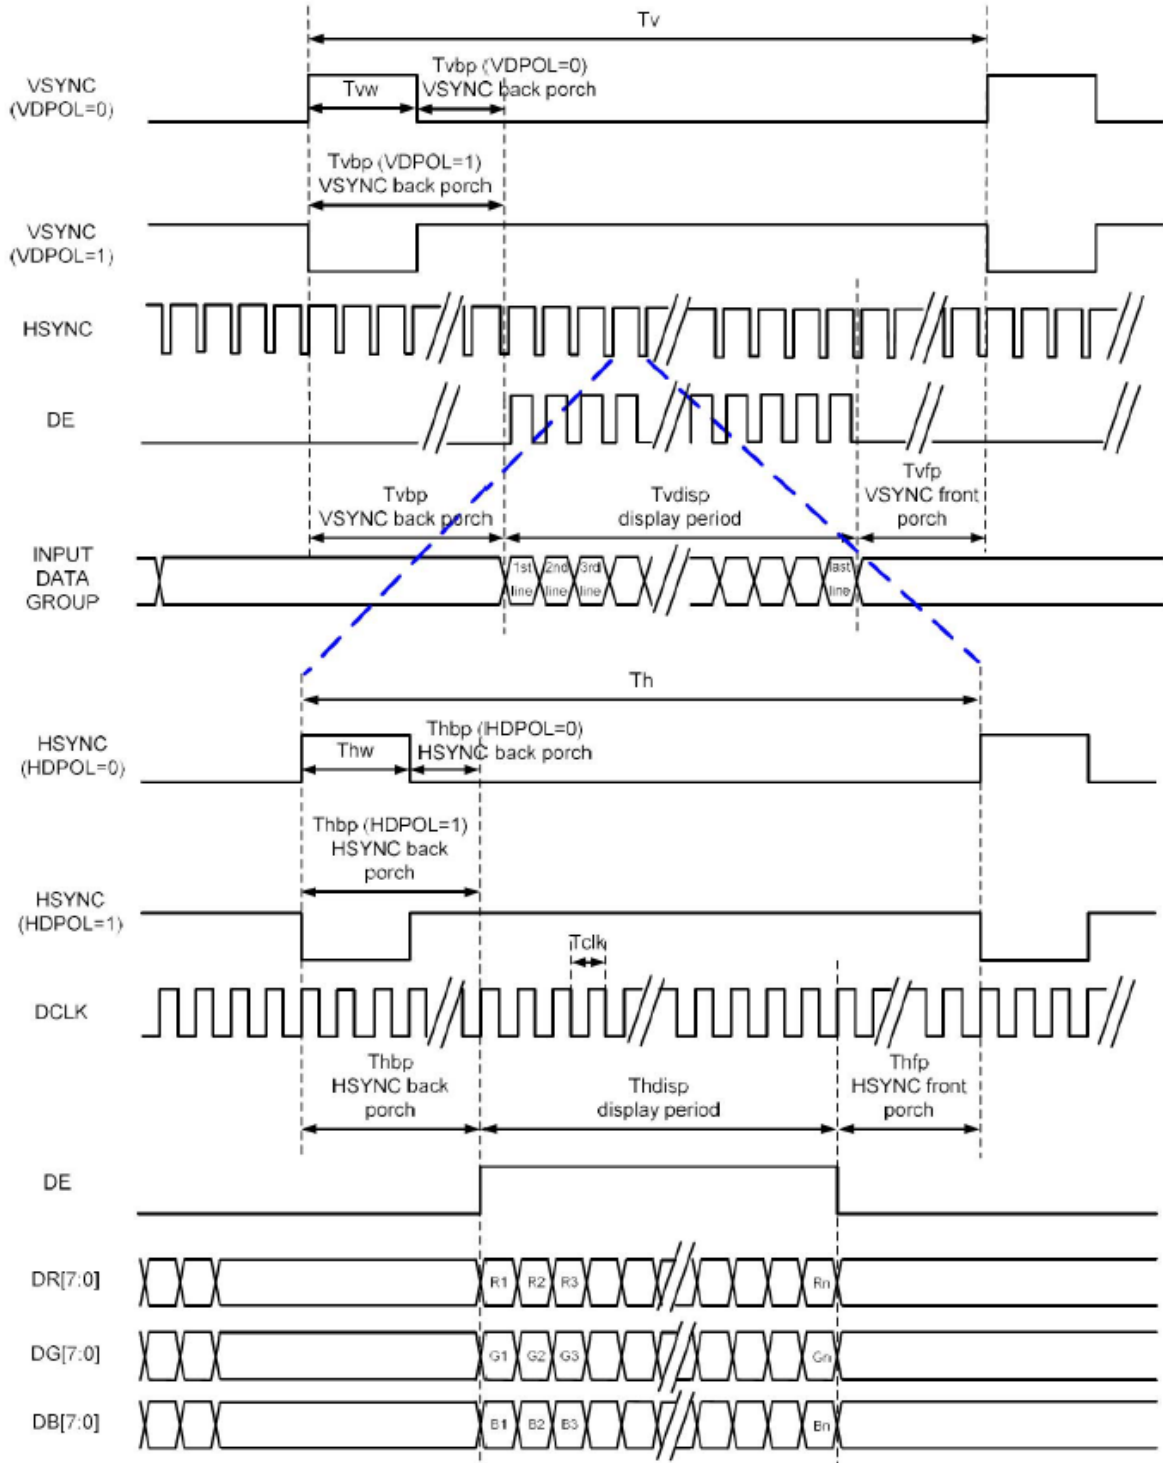 Tv
VSYNC
(VDPOL=0)
Tvw
Tvbp (VDPOL=0)
VSYNC back porch
Tvbp (VDPOL=1)
VSYNC back porch
VSYNC
(VDPOL=1)
HSYNC
DE
Tvbp
VSYNC back porch
Tvdisp
display period
Tvfp
VSYNC front
porch
INPUT
DATA
GROUP
1st
line
2nd
line
3rd
line
last
line
Th
HSYNC
(HDPOL=0)
Thw
Thbp (HDPOL=0)
HSYNC back porch
Thbp (HDPOL=1)
HSYNC back
porch
HSYNC
(HDPOL=1)
Tclk
DCLK
Thbp
HSYNC back
porch
Thdisp
display period
Thfp
HSYNC front
porch
DE
DR[7:0]
R1 R2 R3 Rn
DG[7:0]
G1 G2 G3 Gn
DB[7:0]
B1 B2 B3 Bn